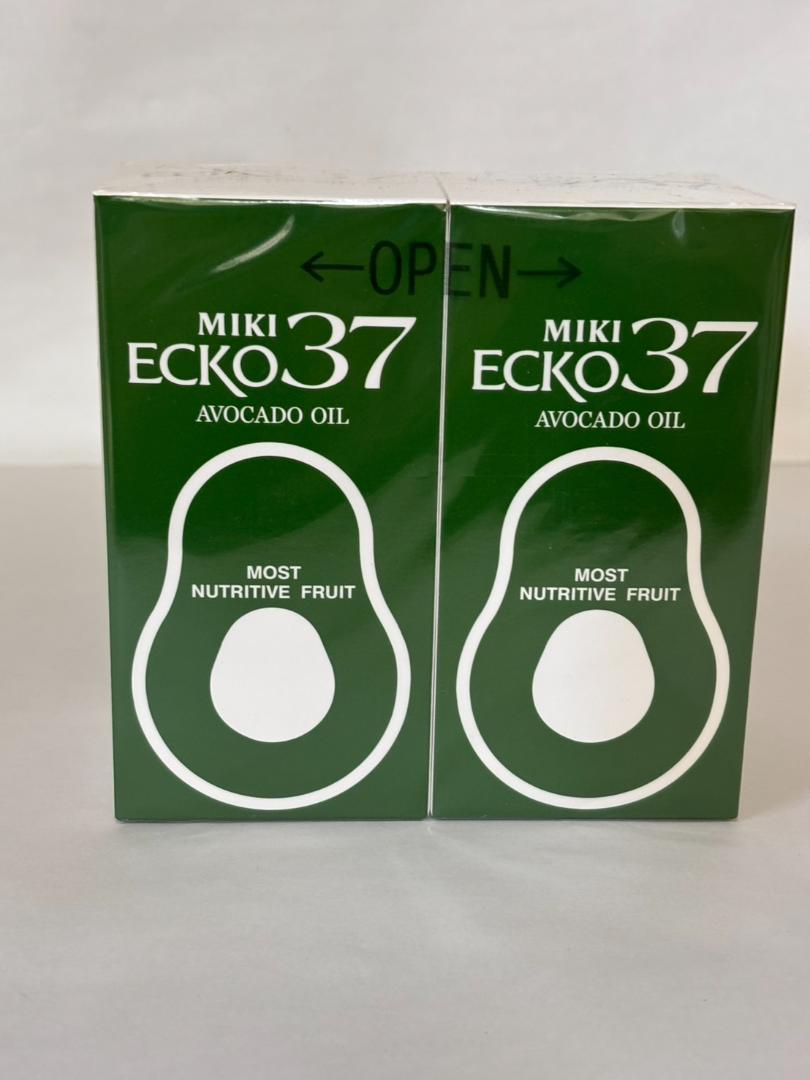 ←OPEN→
MIKI
ECKO37
AVOCADO OIL
MOST
NUTRITIVE FRUIT
MIKI
ECKO37
AVOCADO OIL
MOST
NUTRITIVE FRUIT